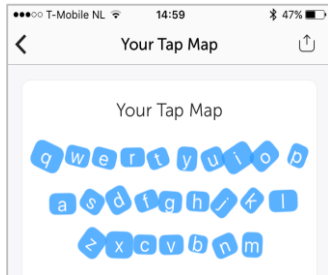 T-Mobile NL 14:59 47%
Your Tap Map
Your Tap Map
q w e r t y u i o p
a s d f g h j k l
z x c v b n m